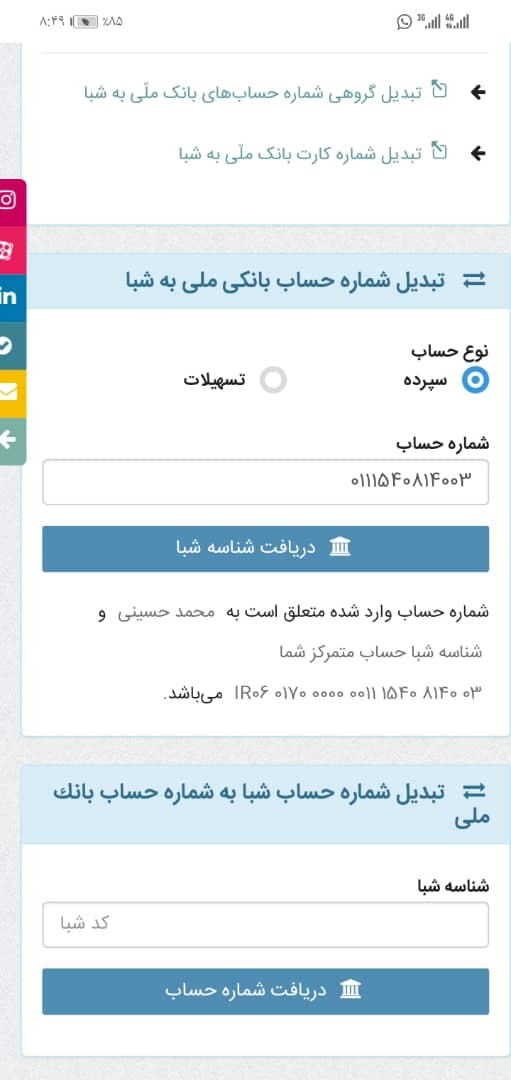 ۸:۴۹ %۸۵ 3G 4G
تبدیل گروهی شماره حساب‌های بانک ملّی به شبا
تبدیل شماره کارت بانک ملّی به شبا
in
تبدیل شماره حساب بانکی ملی به شبا
نوع حساب
سپرده تسهیلات
شماره حساب
۰۱۱۱۵۴۰۸۱۴۰۰۳
دریافت شناسه شبا
شماره حساب وارد شده متعلق است به محمد حسینی و
شناسه شبا حساب متمرکز شما
IR۰۶ ۰۱۷۰ ۰۰۰۰ ۰۰۱۱ ۱۵۴۰ ۸۱۴۰ ۰۳ می‌باشد.
تبدیل شماره حساب شبا به شماره حساب بانك
ملی
شناسه شبا
کد شبا
دریافت شماره حساب